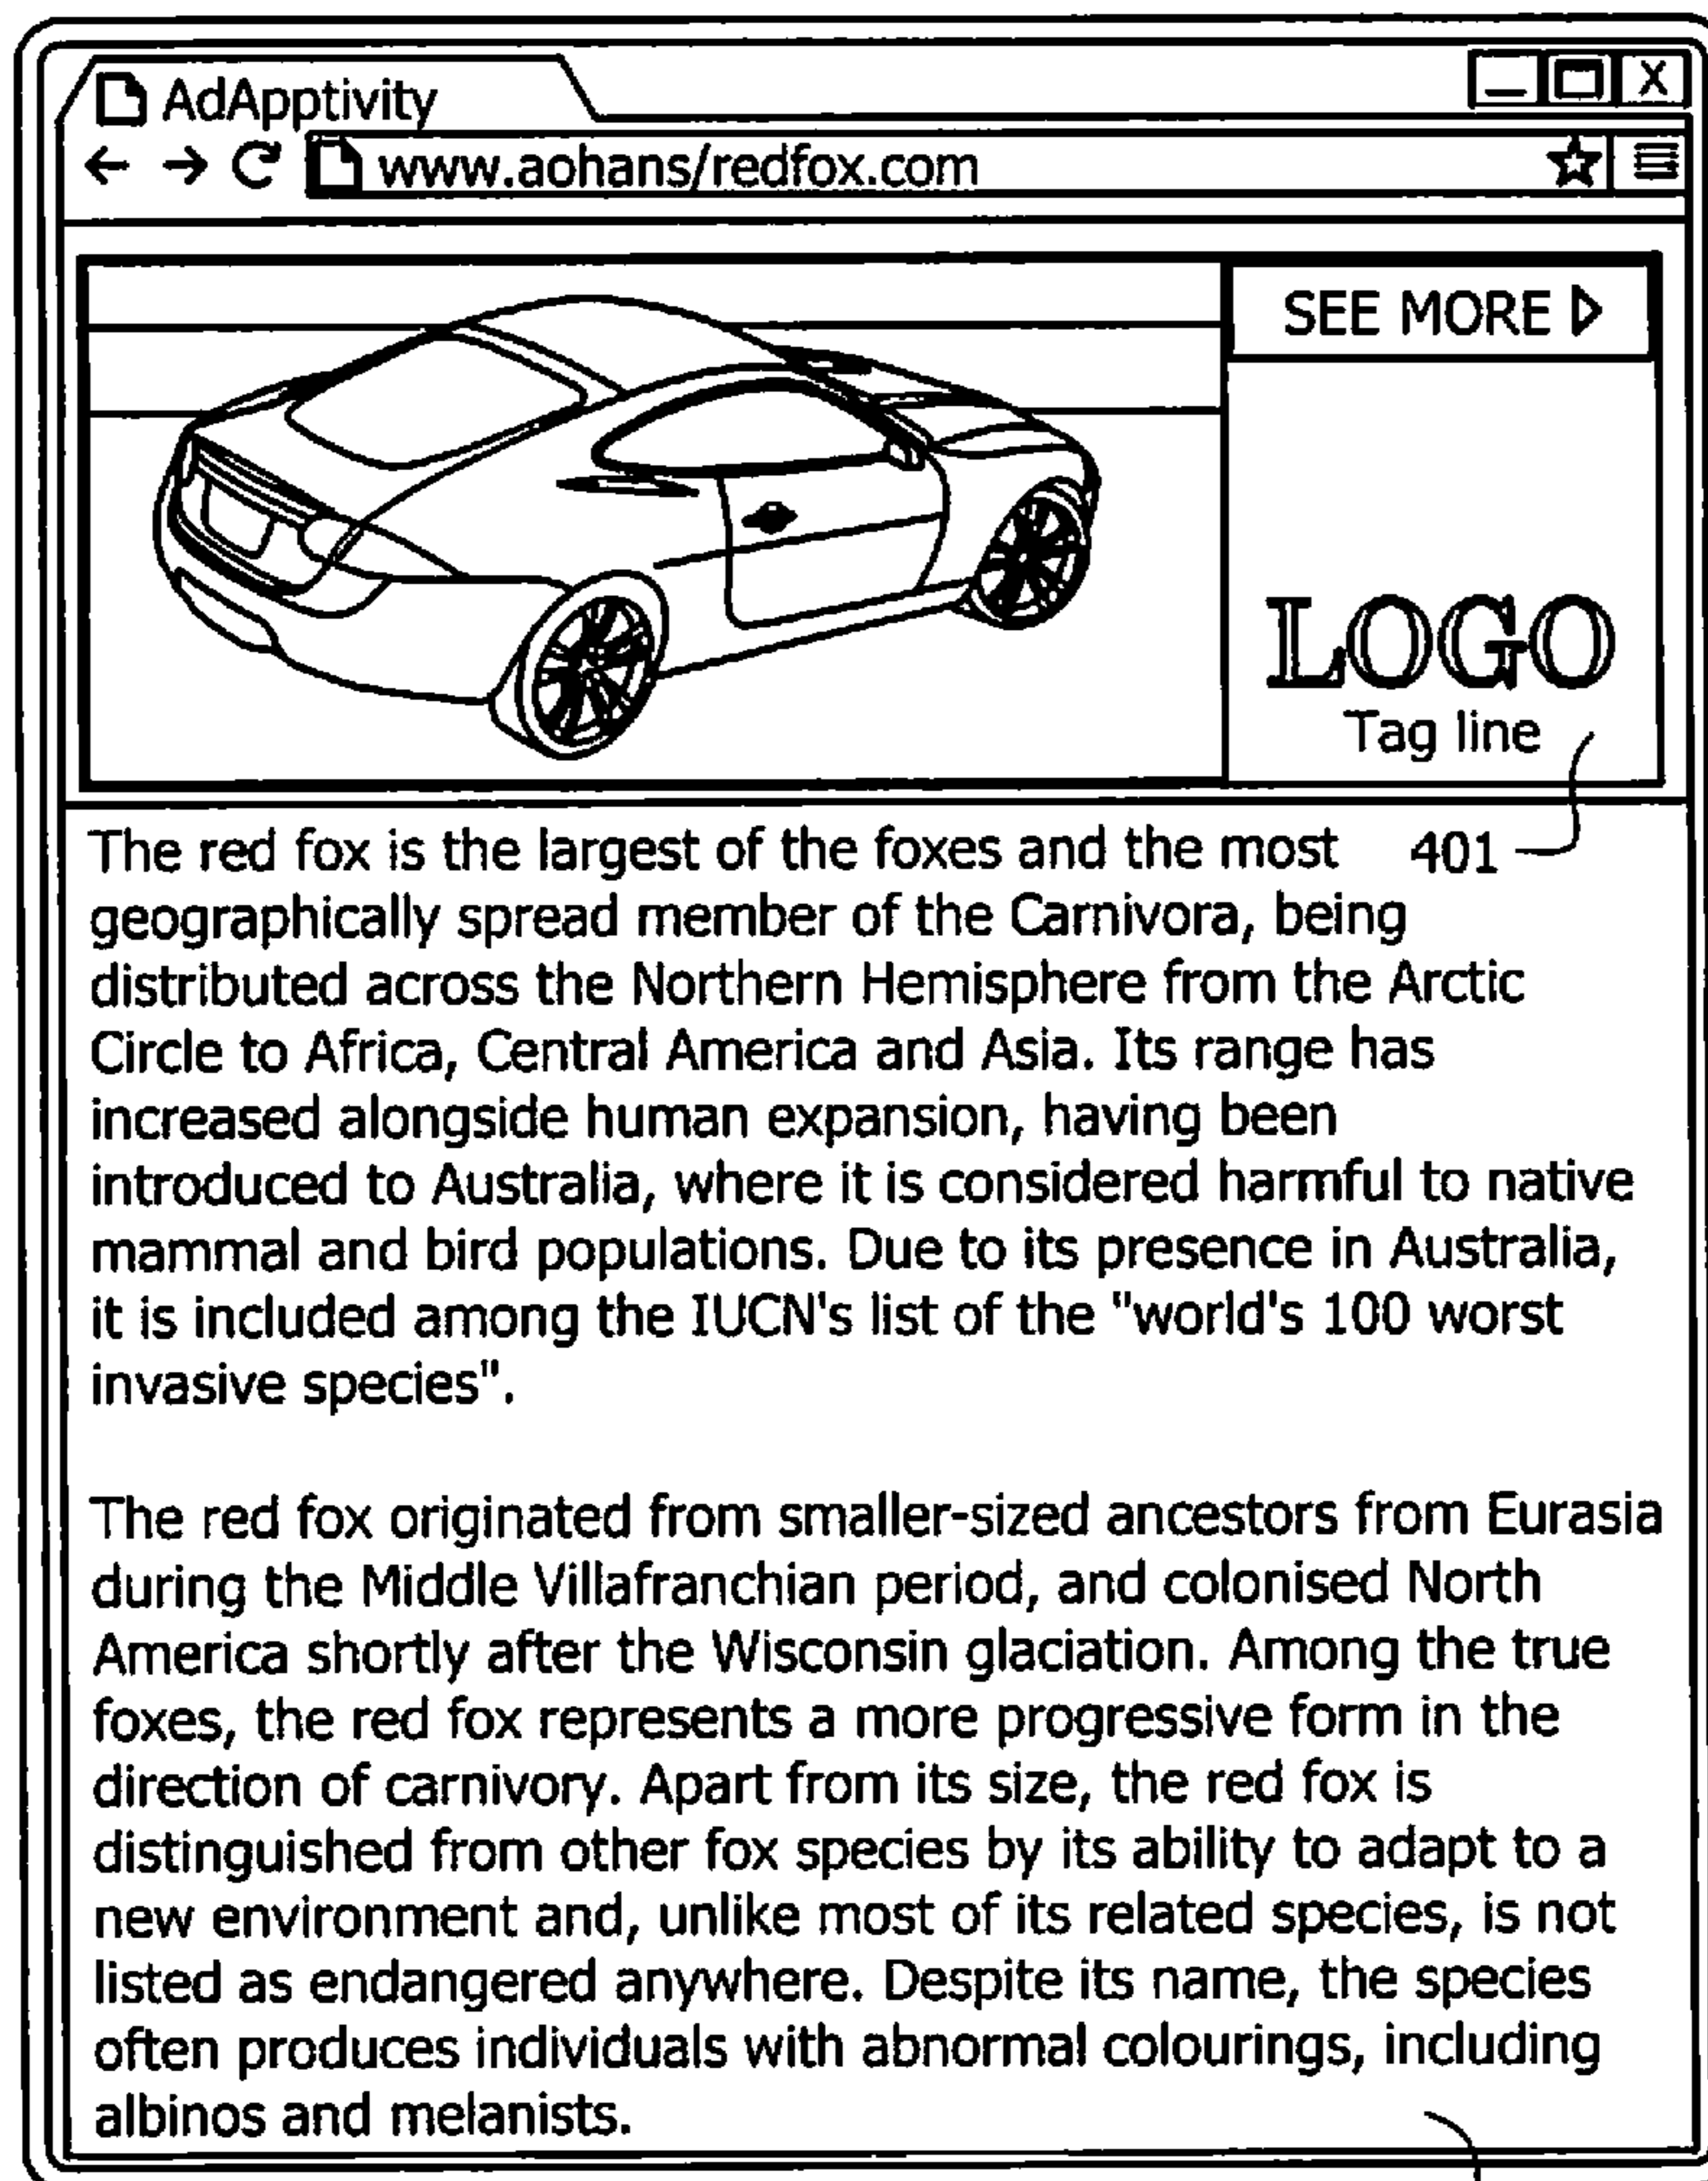 AdApptivity
X
www.aohans/redfox.com
SEE MORE
LOGO
Tag line
The red fox is the largest of the foxes and the most
401
geographically spread member of the Carnivora, being
distributed across the Northern Hemisphere from the Arctic
Circle to Africa, Central America and Asia. Its range has
increased alongside human expansion, having been
introduced to Australia, where it is considered harmful to native
mammal and bird populations. Due to its presence in Australia,
it is included among the IUCN's list of the "world's 100 worst
invasive species".
The red fox originated from smaller-sized ancestors from Eurasia
during the Middle Villafranchian period, and colonised North
America shortly after the Wisconsin glaciation. Among the true
foxes, the red fox represents a more progressive form in the
direction of carnivory. Apart from its size, the red fox is
distinguished from other fox species by its ability to adapt to a
new environment and, unlike most of its related species, is not
listed as endangered anywhere. Despite its name, the species
often produces individuals with abnormal colourings, including
albinos and melanists.